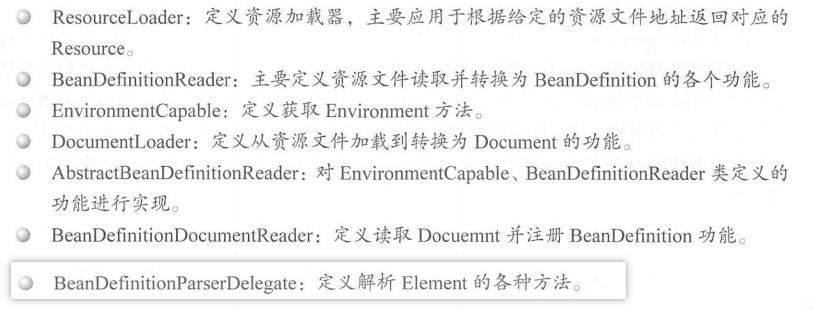 ResourceLoader：定义资源加载器，主要应用于根据给定的资源文件地址返回对应的
Resource。
BeanDefinitionReader：主要定义资源文件读取并转换为 BeanDefinition 的各个功能。
EnvironmentCapable：定义获取 Environment 方法。
DocumentLoader：定义从资源文件加载到转换为 Document 的功能。
AbstractBeanDefinitionReader：对 EnvironmentCapable、BeanDefinitionReader 类定义的
功能进行实现。
BeanDefinitionDocumentReader：定义读取 Docuemnt 并注册 BeanDefinition 功能。
BeanDefinitionParserDelegate：定义解析 Element 的各种方法。